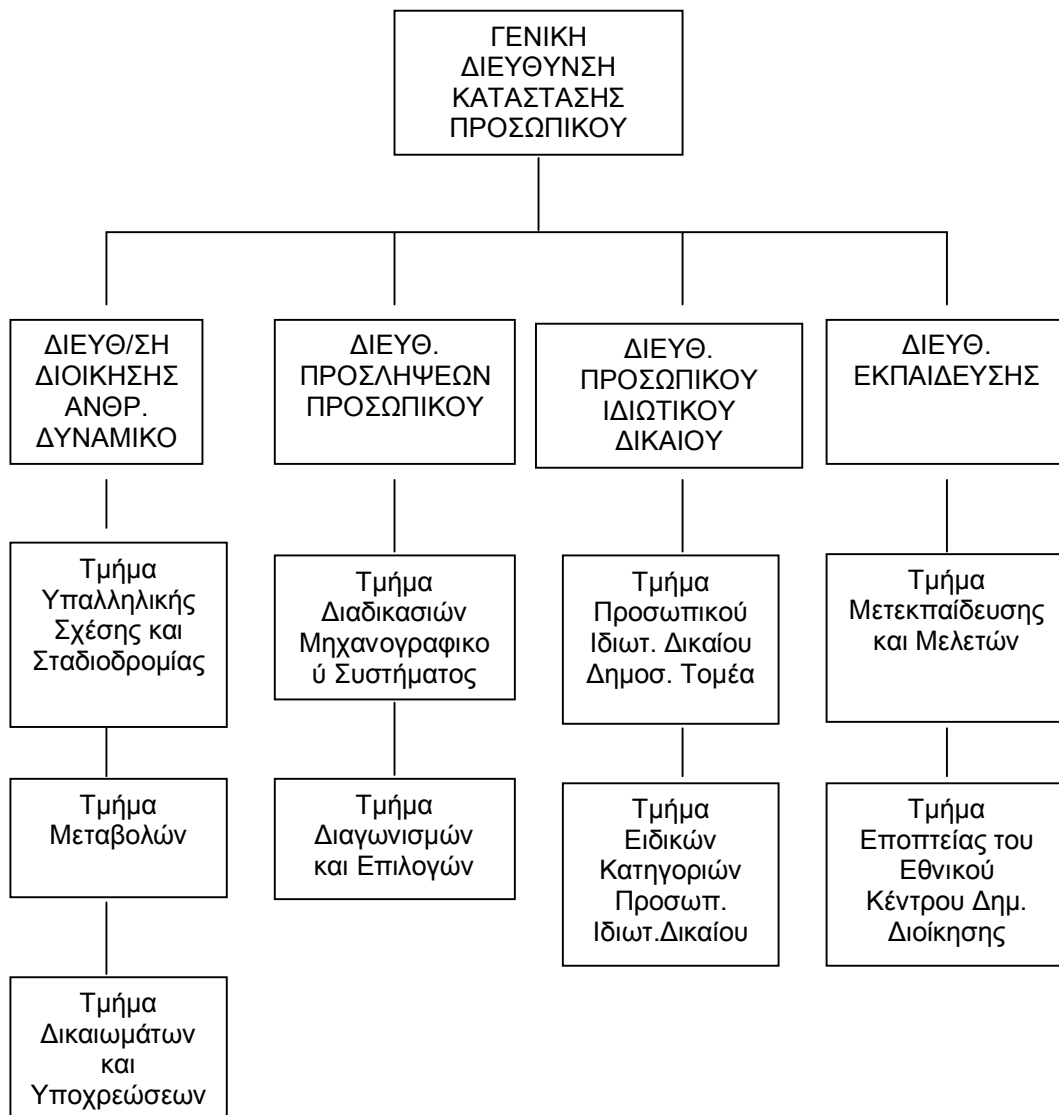 ΓΕΝΙΚΗ
ΔΙΕΥΘΥΝΣΗ
ΚΑΤΑΣΤΑΣΗΣ
ΠΡΟΣΩΠΙΚΟΥ
ΔΙΕΥΘ/ΣΗ
ΔΙΟΙΚΗΣΗΣ
ΑΝΘΡ.
ΔΥΝΑΜΙΚΟ
ΔΙΕΥΘ.
ΠΡΟΣΛΗΨΕΩΝ
ΠΡΟΣΩΠΙΚΟΥ
ΔΙΕΥΘ.
ΠΡΟΣΩΠΙΚΟΥ
ΙΔΙΩΤΙΚΟΥ
ΔΙΚΑΙΟΥ
ΔΙΕΥΘ.
ΕΚΠΑΙΔΕΥΣΗΣ
Τμήμα
Υπαλληλικής
Σχέσης και
Σταδιοδρομίας
Τμήμα
Διαδικασιών
Μηχανογραφικο
ύ Συστήματος
Τμήμα
Προσωπικού
Ιδιωτ. Δικαίου
Δημοσ. Τομέα
Τμήμα
Μετεκπαίδευσης
και Μελετών
Τμήμα
Μεταβολών
Τμήμα
Διαγωνισμών
και Επιλογών
Τμήμα
Ειδικών
Κατηγοριών
Προσωπ.
Ιδιωτ.Δικαίου
Τμήμα
Εποπτείας του
Εθνικού
Κέντρου Δημ.
Διοίκησης
Τμήμα
Δικαιωμάτων
και
Υποχρεώσεων